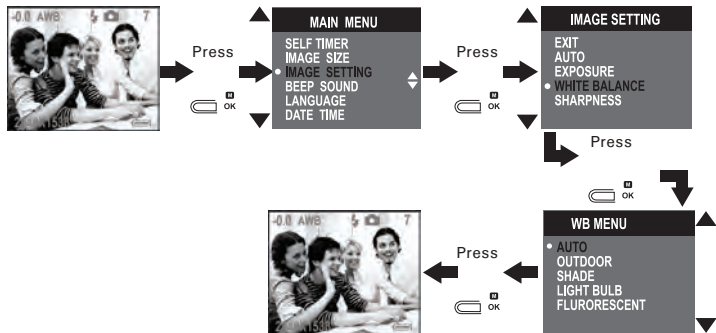 -0.0 AWB 7
Press
M
OK
MAIN MENU
SELF TIMER
IMAGE SIZE
IMAGE SETTING
BEEP SOUND
LANGUAGE
DATE TIME
Press
M
OK
IMAGE SETTING
EXIT
AUTO
EXPOSURE
WHITE BALANCE
SHARPNESS
Press
M
OK
WB MENU
AUTO
OUTDOOR
SHADE
LIGHT BULB
FLURORESCENT
Press
M
OK
-0.0 AWB 7